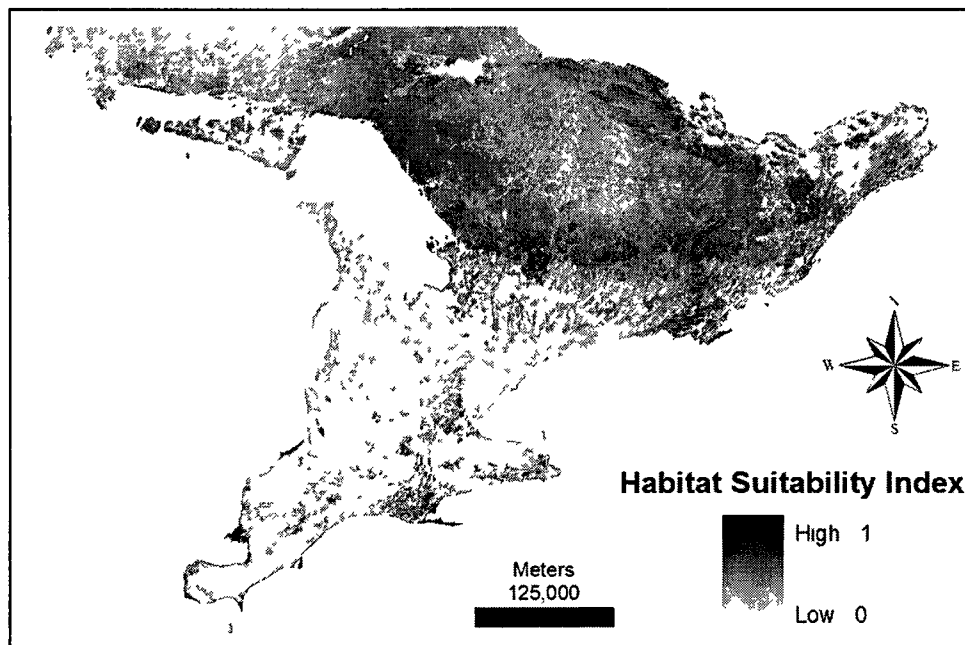 W E
S
Habitat Suitability Index
High 1
Low 0
Meters
125,000